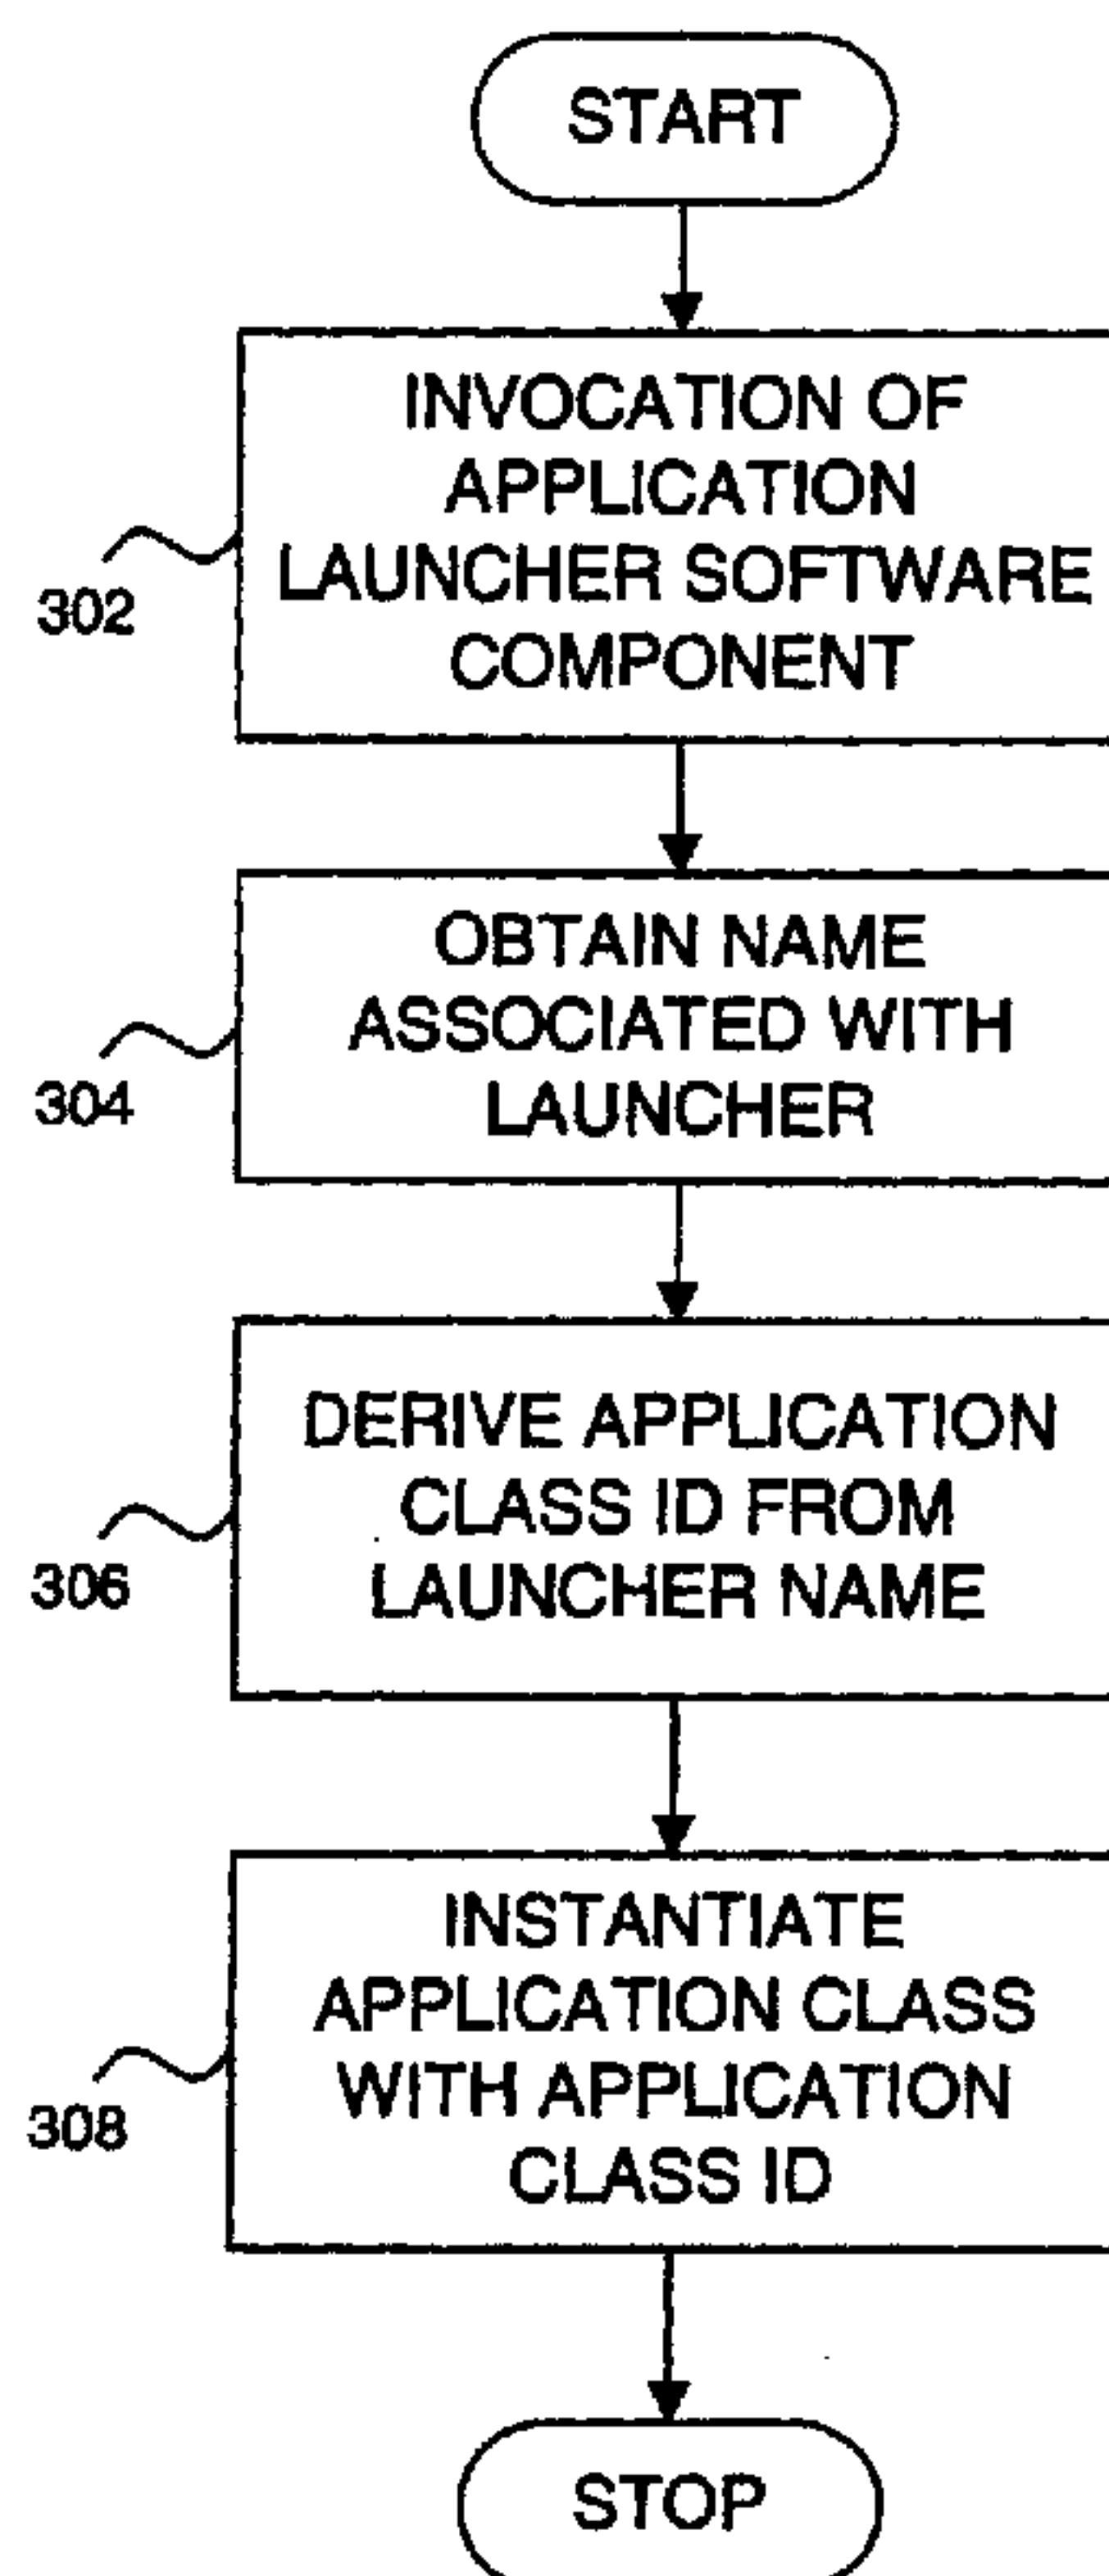 START
INVOCATION OF
APPLICATION
LAUNCHER SOFTWARE
COMPONENT
302
OBTAIN NAME
ASSOCIATED WITH
LAUNCHER
304
DERIVE APPLICATION
CLASS ID FROM
LAUNCHER NAME
306
INSTANTIATE
APPLICATION CLASS
WITH APPLICATION
CLASS ID
308
STOP